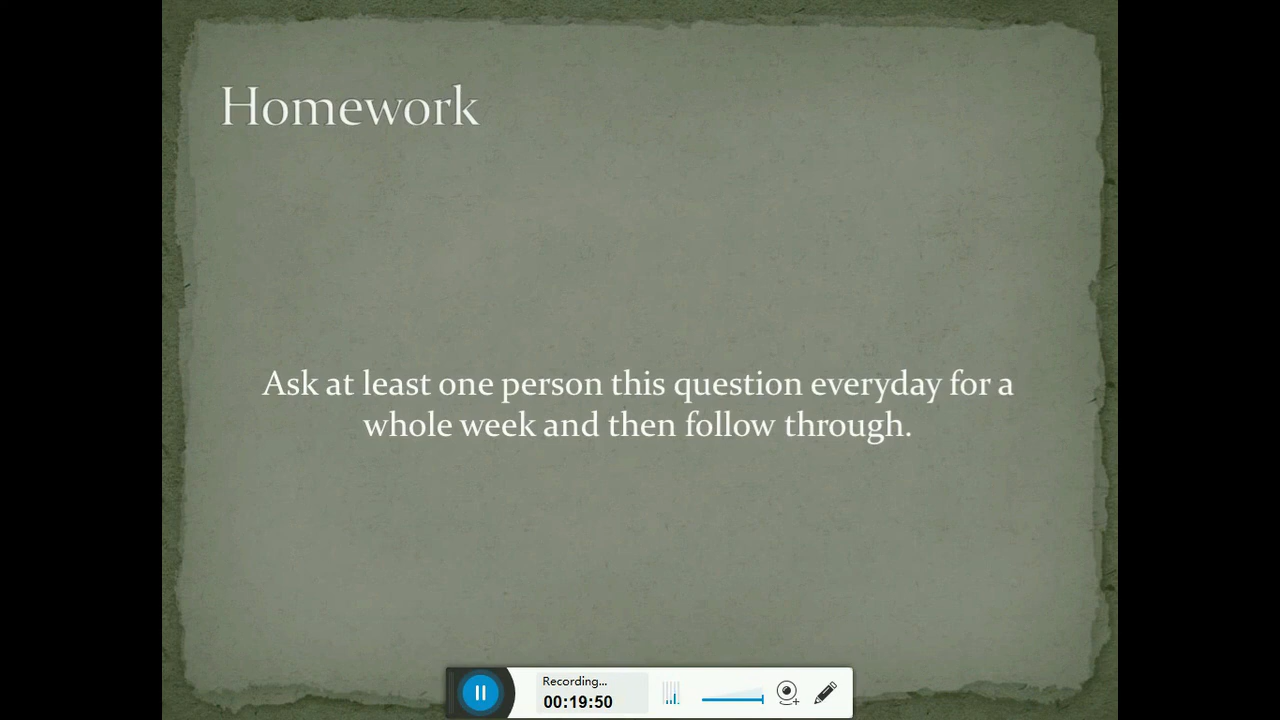 Homework
Ask at least one person this question everyday for a
whole week and then follow through.
Recording...
00:19:50